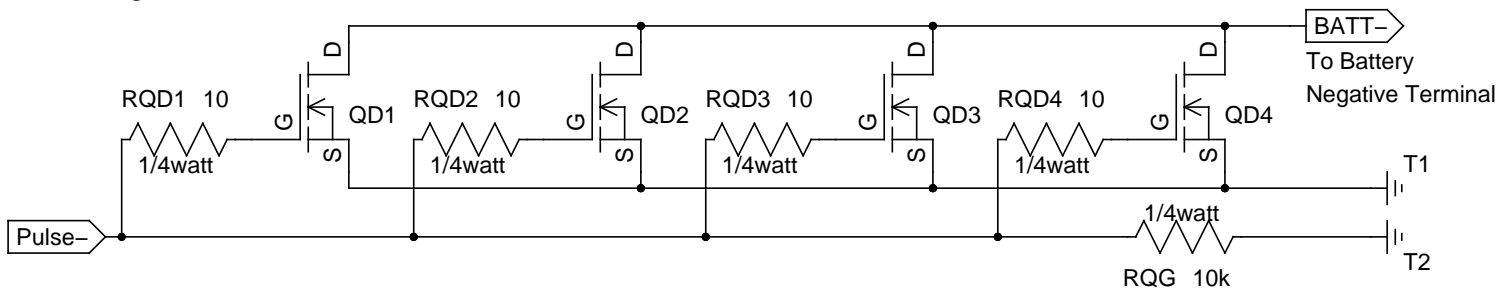 BATT–
To Battery
Negative Terminal
D
D
D
D
RQD1 10
RQD2 10
RQD3 10
RQD4 10
G
QD1
G
QD2
G
QD3
G
QD4
S
S
S
S
1/4watt
1/4watt
1/4watt
1/4watt
T1
1/4watt
Pulse–
T2
RQG 10k